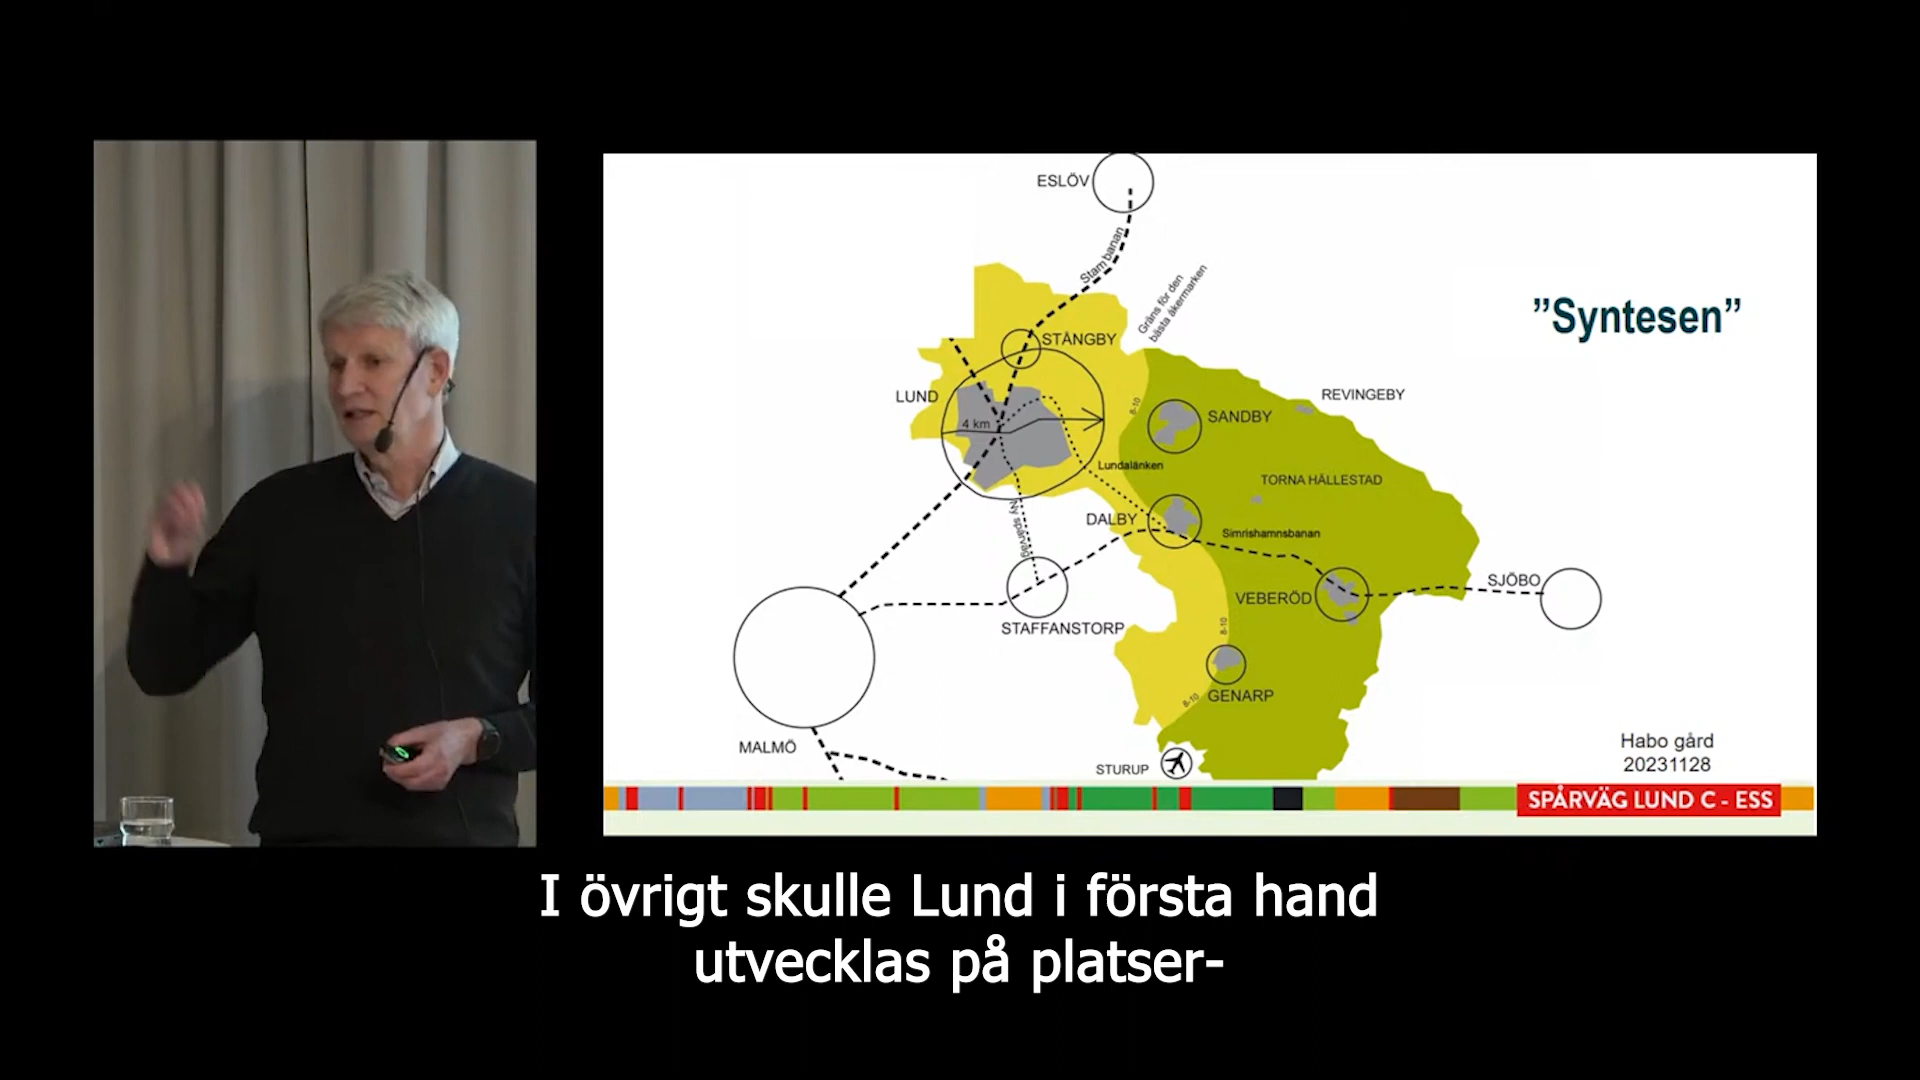 ESLÖV
Stambanan
Gräns för den
bästa åkermarken
"Syntesen"
STÅNGBY
LUND
4 km
8-10
REVINGEBY
SANDBY
Lundalänken
TORNA HÄLLESTAD
Ny spårväg
DALBY
Simrishamnsbanan
SJÖBO
VEBERÖD
STAFFANSTORP
8-10
GENARP
8-10
MALMÖ
STURUP
Habo gård
20231128
SPÅRVÄG LUND C - ESS
I övrigt skulle Lund i första hand
utvecklas på platser-